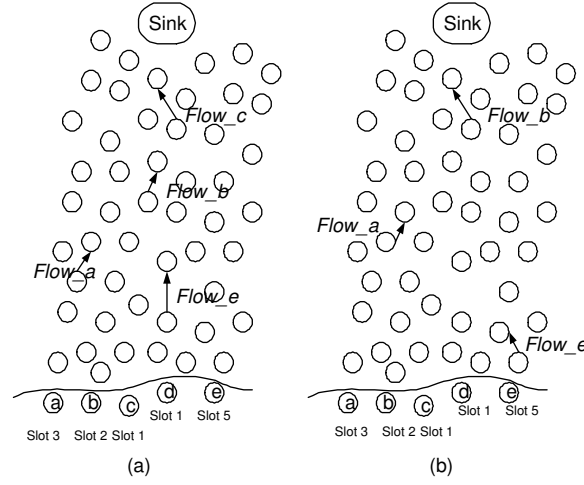 Sink
Flow_c
Flow_b
Flow_a
Flow_e
a b c d e
Slot 3 Slot 2 Slot 1 Slot 1 Slot 5
(a)
Sink
Flow_b
Flow_a
Flow_e
a b c d e
Slot 3 Slot 2 Slot 1 Slot 1 Slot 5
(b)